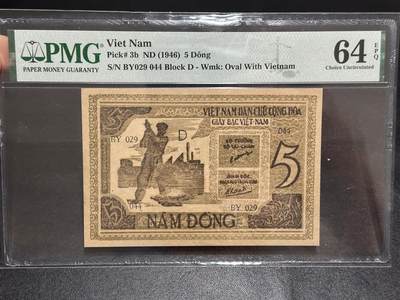 PMG
PAPER MONEY GUARANTY
Viet Nam
Pick# 3b ND (1946) 5 Dông
S/N BY029 044 Block D - Wmk: Oval With Vietnam
64 EPQ
Choice Uncirculated
VIỆT-NAM DÂN-CHỦ CỘNG-HÒA
GIẤY BẠC VIỆT-NAM
D
BY 029
044
5
5
NĂM ĐỒNG
BY 029
044